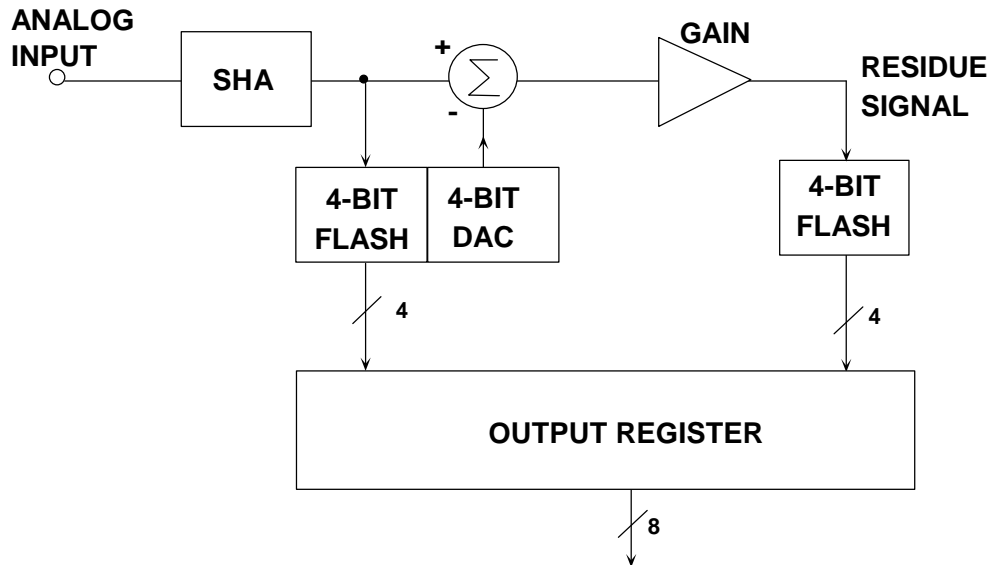 ANALOG
INPUT
SHA
+
-
Σ
GAIN
RESIDUE
SIGNAL
4-BIT
FLASH
4-BIT
DAC
4-BIT
FLASH
4
4
OUTPUT REGISTER
8